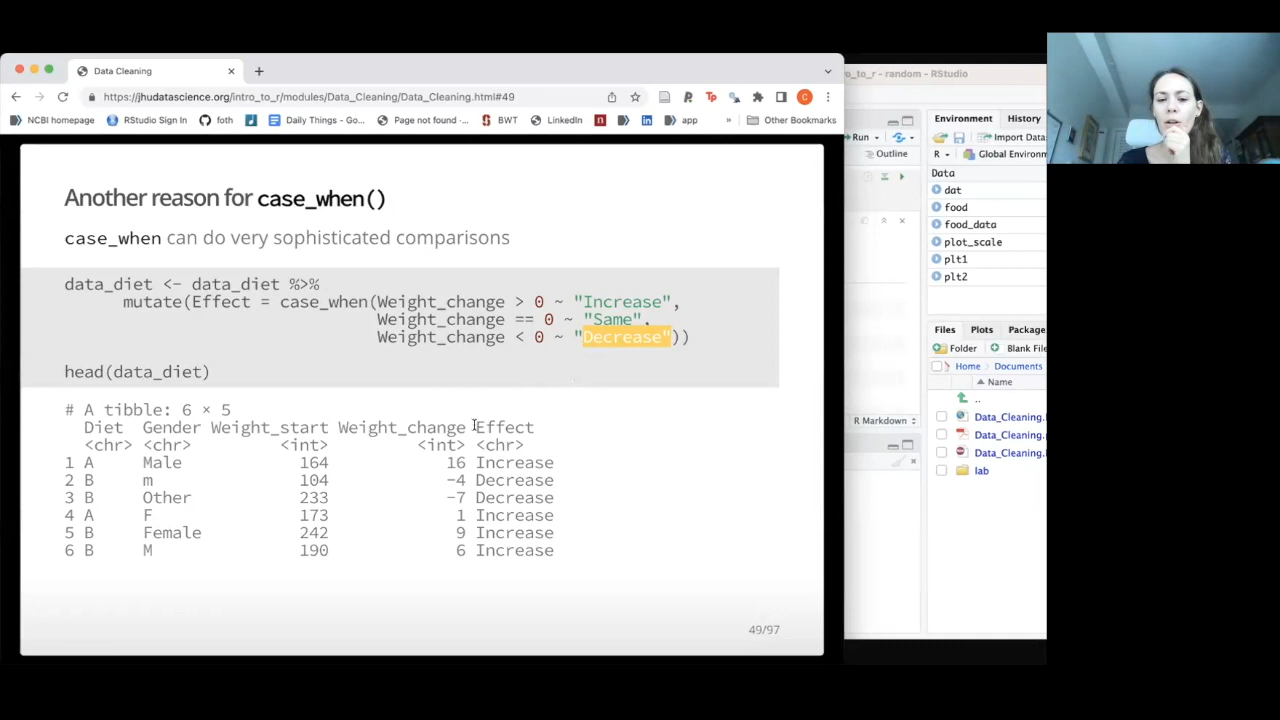 Data Cleaning
https://jhudatascience.org/intro_to_r/modules/Data_Cleaning/Data_Cleaning.html#49
NCBI homepage
RStudio Sign In
foth
Daily Things - Go...
Page not found · ...
BWT
LinkedIn
app
»
Other Bookmarks
Another reason for case_when()
case_when can do very sophisticated comparisons
data_diet <- data_diet %>%
mutate(Effect = case_when(Weight_change > 0 ~ "Increase",
Weight_change == 0 ~ "Same",
Weight_change < 0 ~ "Decrease"))
head(data_diet)
# A tibble: 6 × 5
Diet Gender Weight_start Weight_change Effect
<chr> <chr> <int> <int> <chr>
1 A Male 164 16 Increase
2 B m 104 -4 Decrease
3 B Other 233 -7 Decrease
4 A F 173 1 Increase
5 B Female 242 9 Increase
6 B M 190 6 Increase
49/97
o_to_r - random - RStudio
Run
Outline
R Markdown
Environment History
Import Data
R Global Environm
Data
dat
food
food_data
plot_scale
plt1
plt2
Files Plots Package
Folder Blank File
Home Documents
Name
..
Data_Cleaning.
Data_Cleaning.
Data_Cleaning.
lab